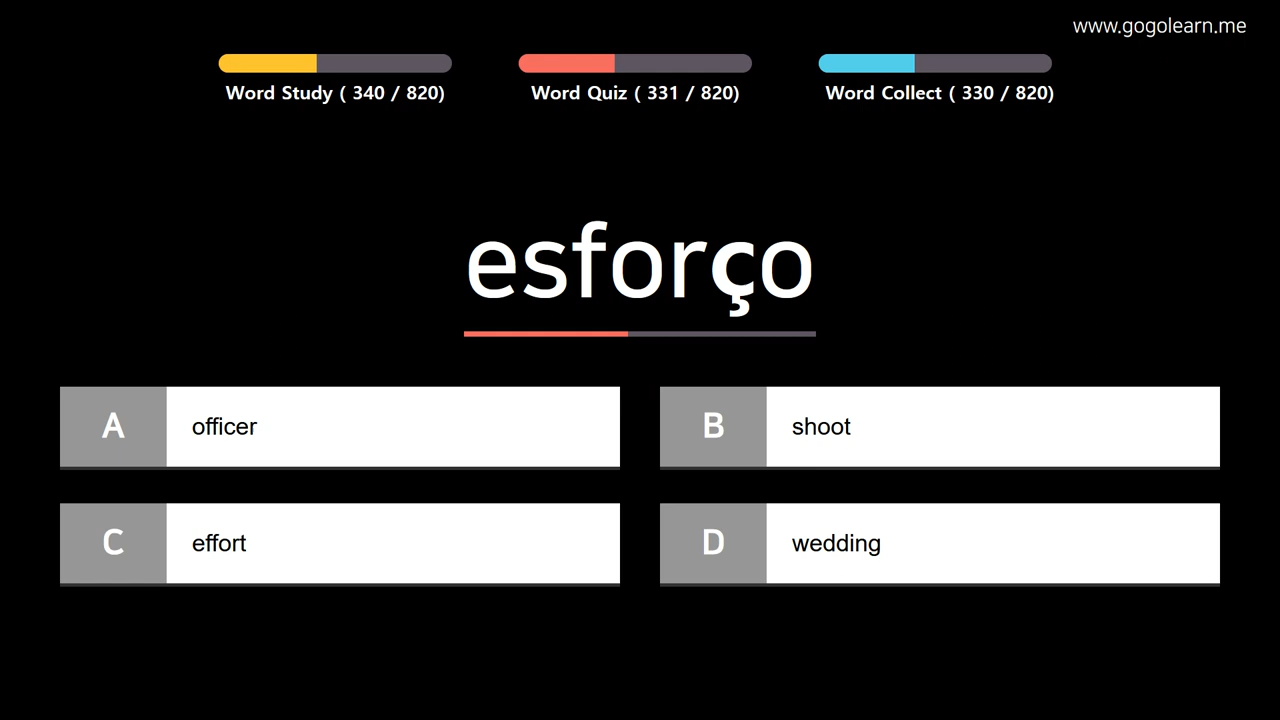 www.gogolearn.me
Word Study ( 340 / 820)
Word Quiz ( 331 / 820)
Word Collect ( 330 / 820)
esforço
A officer
B shoot
C effort
D wedding